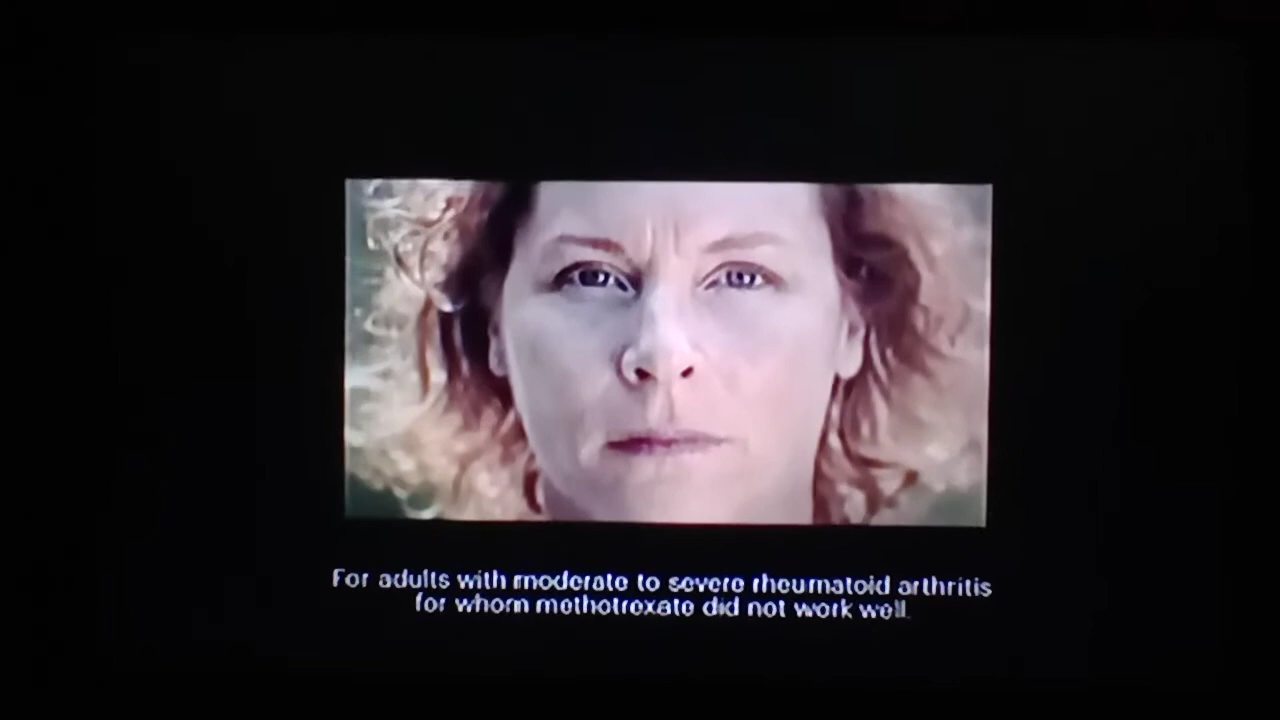 For adults with moderate to severe rheumatoid arthritis
for whom methotrexate did not work well.